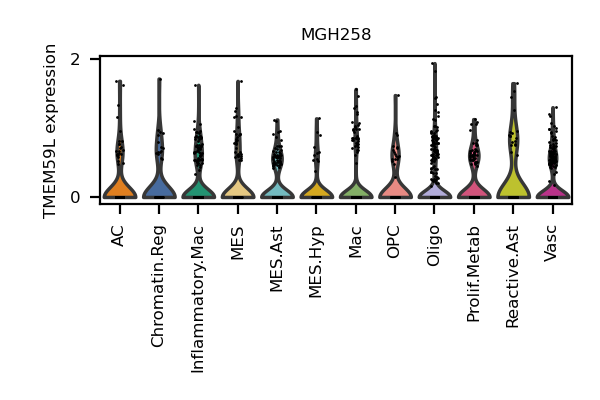 MGH258
TMEM59L expression
2
0
AC
Chromatin.Reg
Inflammatory.Mac
MES
MES.Ast
MES.Hyp
Mac
OPC
Oligo
Prolif.Metab
Reactive.Ast
Vasc